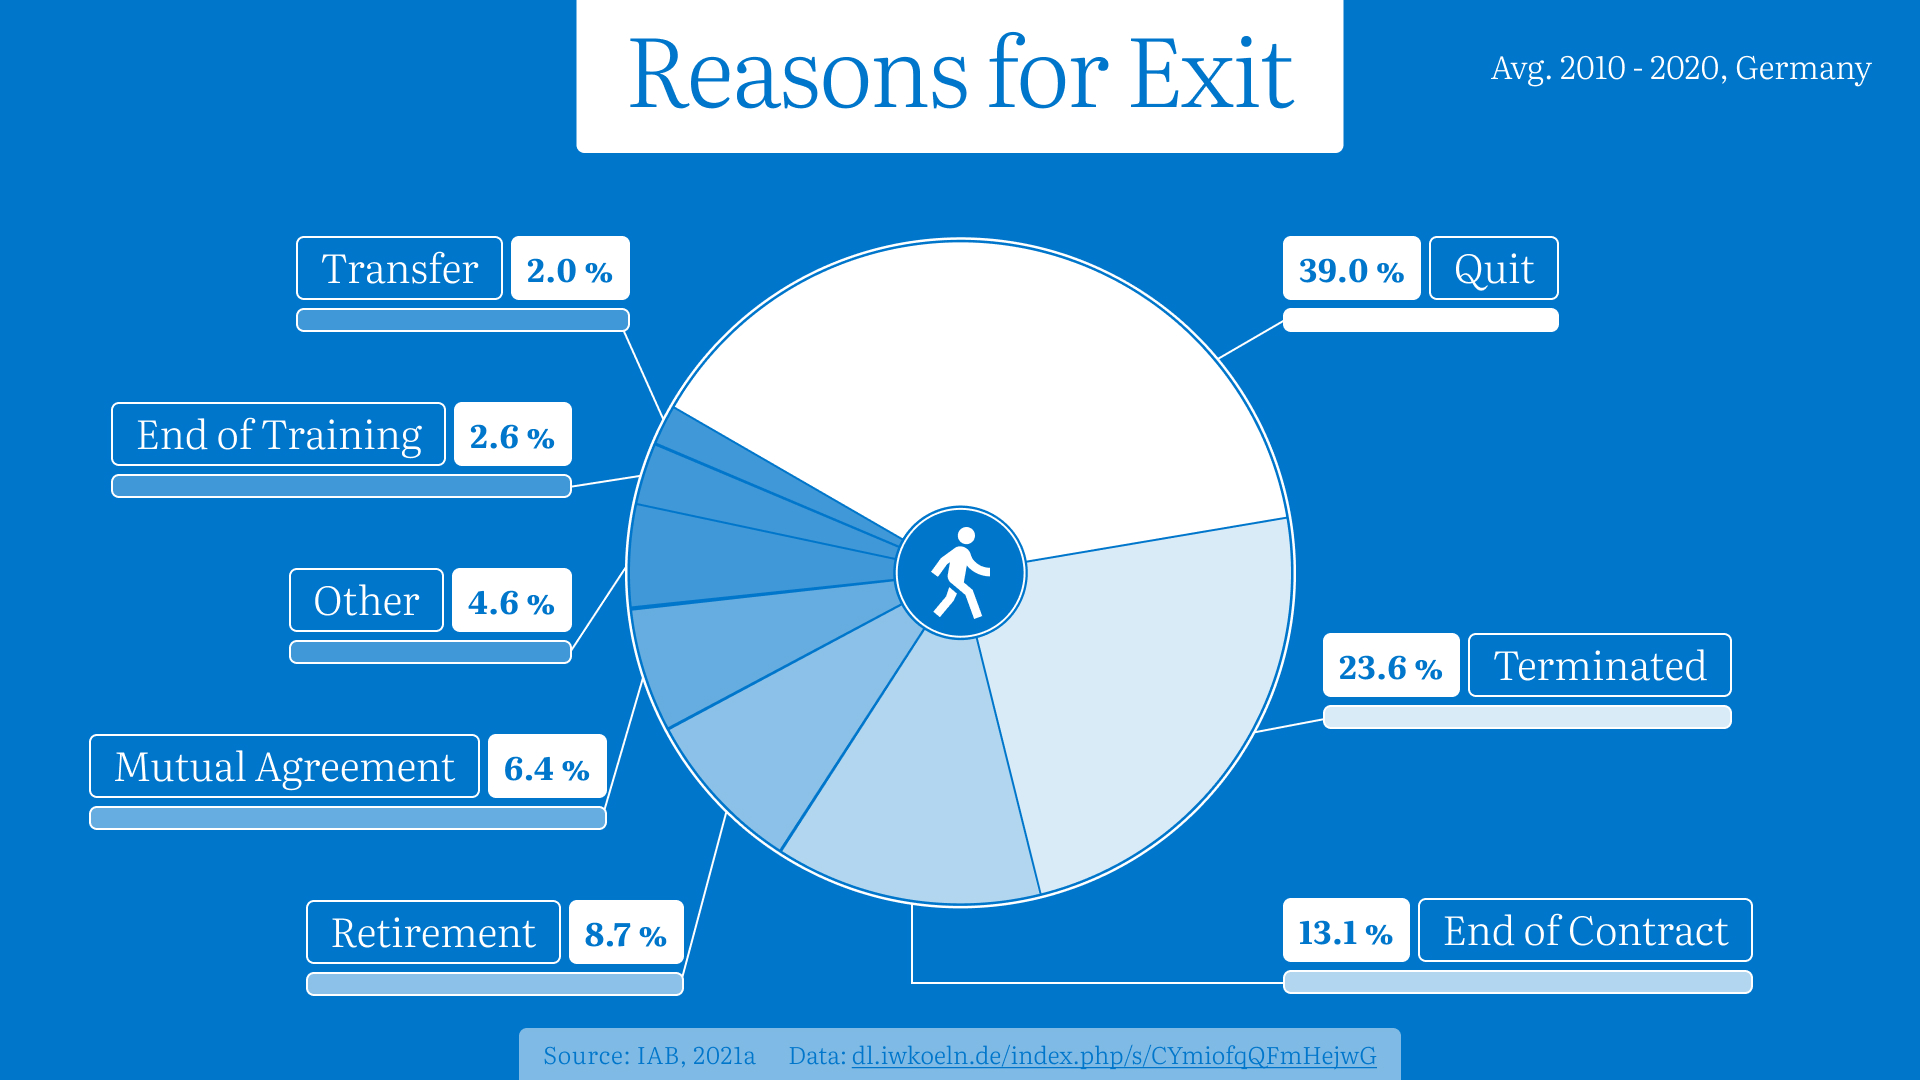 Reasons for Exit
Avg. 2010 - 2020, Germany
Transfer 2.0 %
39.0 % Quit
End of Training 2.6 %
Other 4.6 %
23.6 % Terminated
Mutual Agreement 6.4 %
Retirement 8.7 %
13.1 % End of Contract
Source: IAB, 2021a Data: dl.iwkoeln.de/index.php/s/CYmiofqQFmHejwG